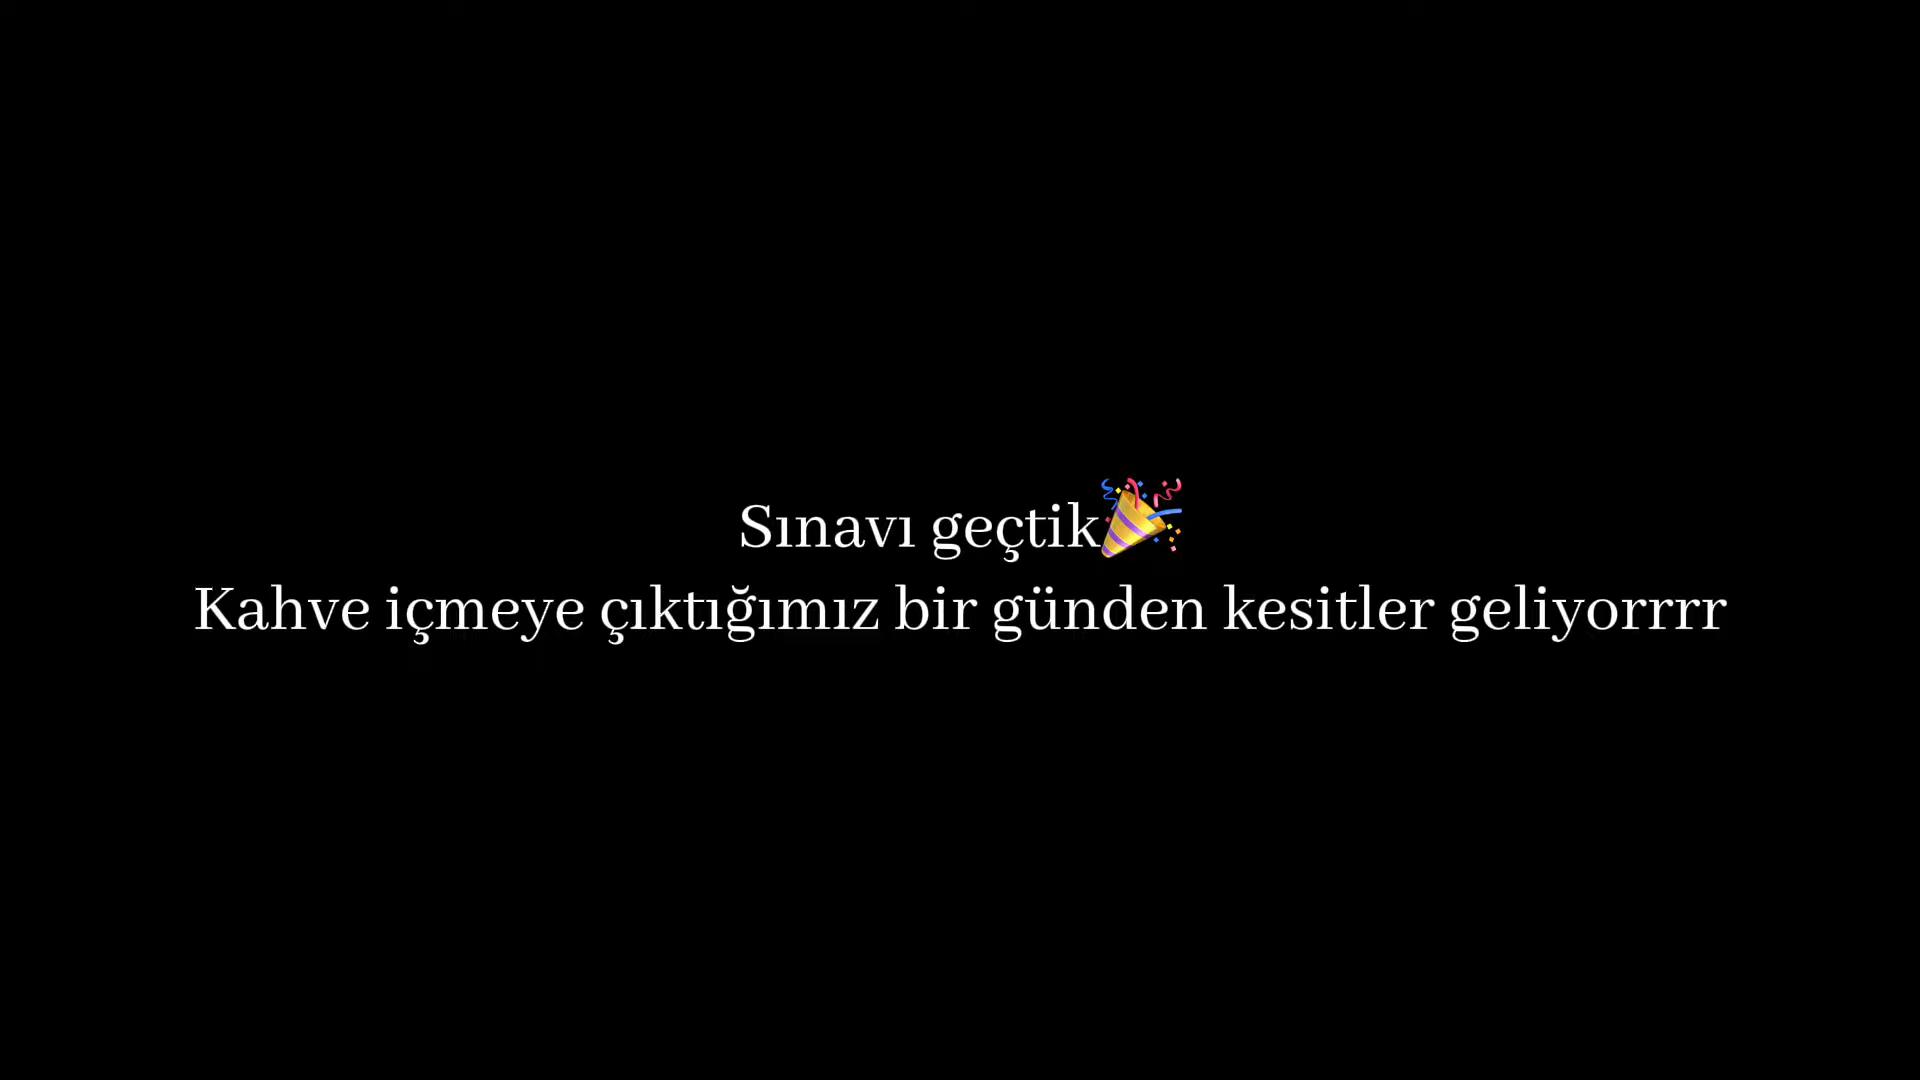 Sınavı geçtik🎉
Kahve içmeye çıktığımız bir günden kesitler geliyorrrr